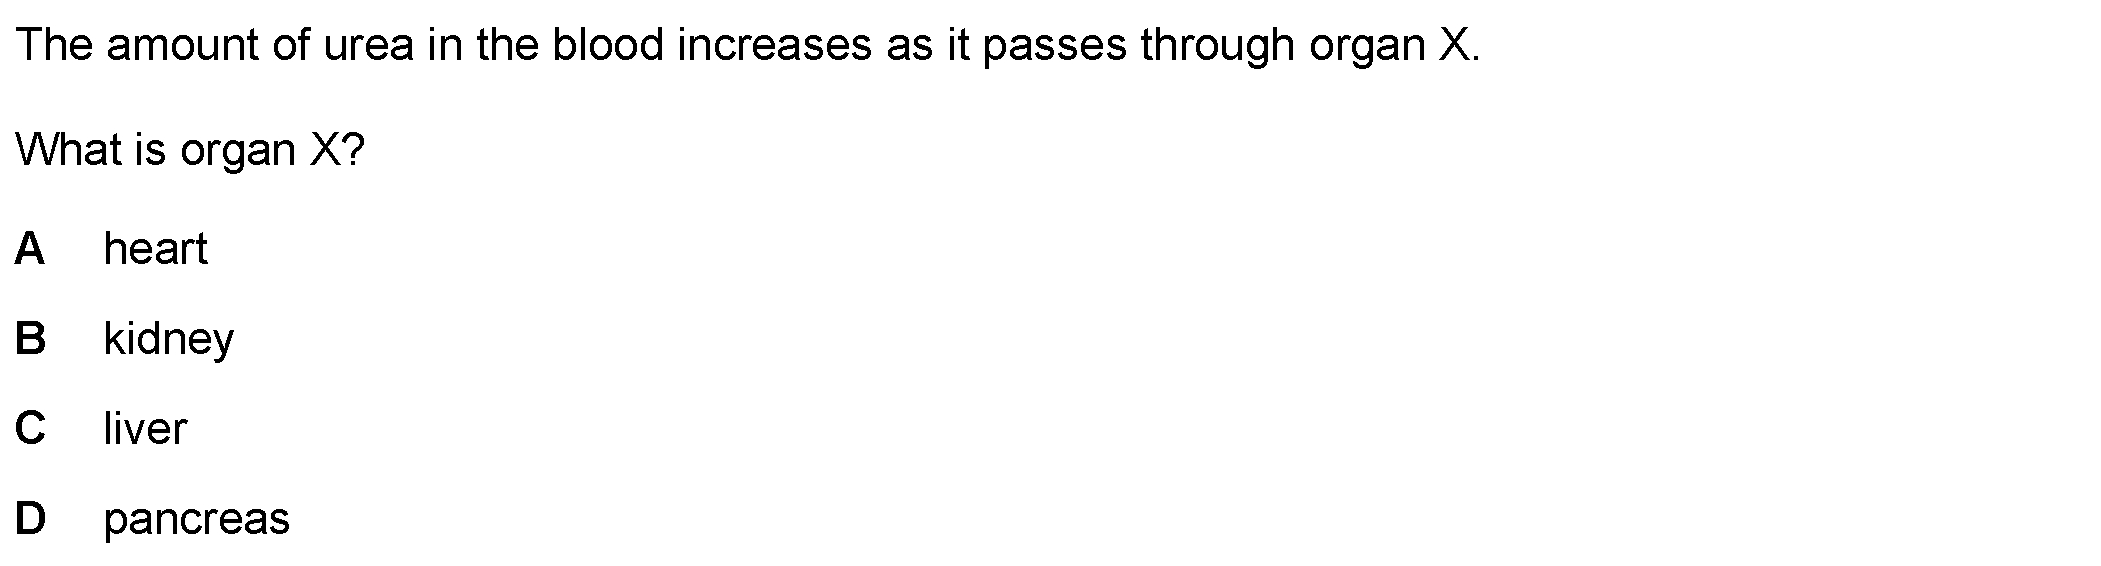 The amount of urea in the blood increases as it passes through organ X.
What is organ X?
A heart
B kidney
C liver
D pancreas